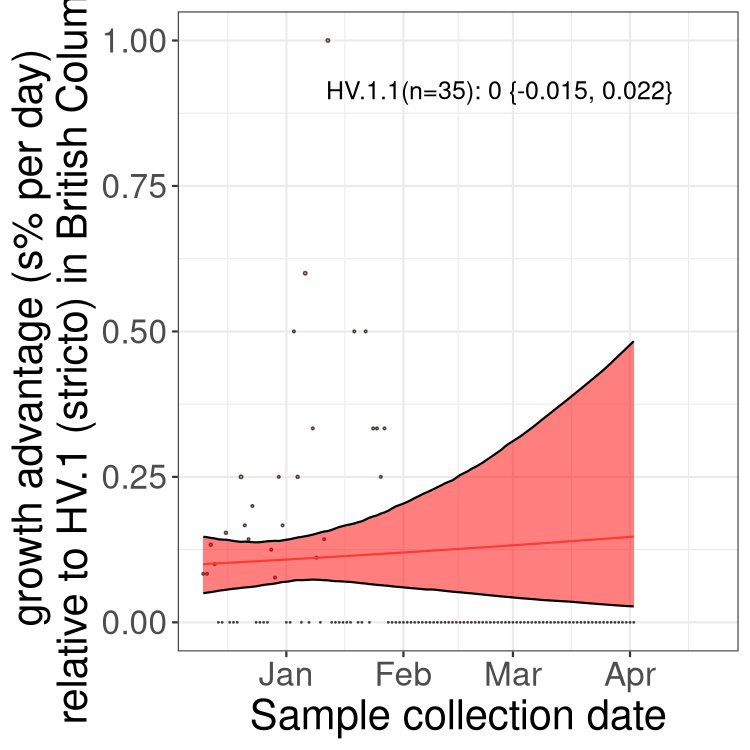 growth advantage (s% per day)
relative to HV.1 (stricto) in British Colum
1.00
0.75
0.50
0.25
0.00
HV.1.1(n=35): 0 {-0.015, 0.022}
Jan Feb Mar Apr
Sample collection date